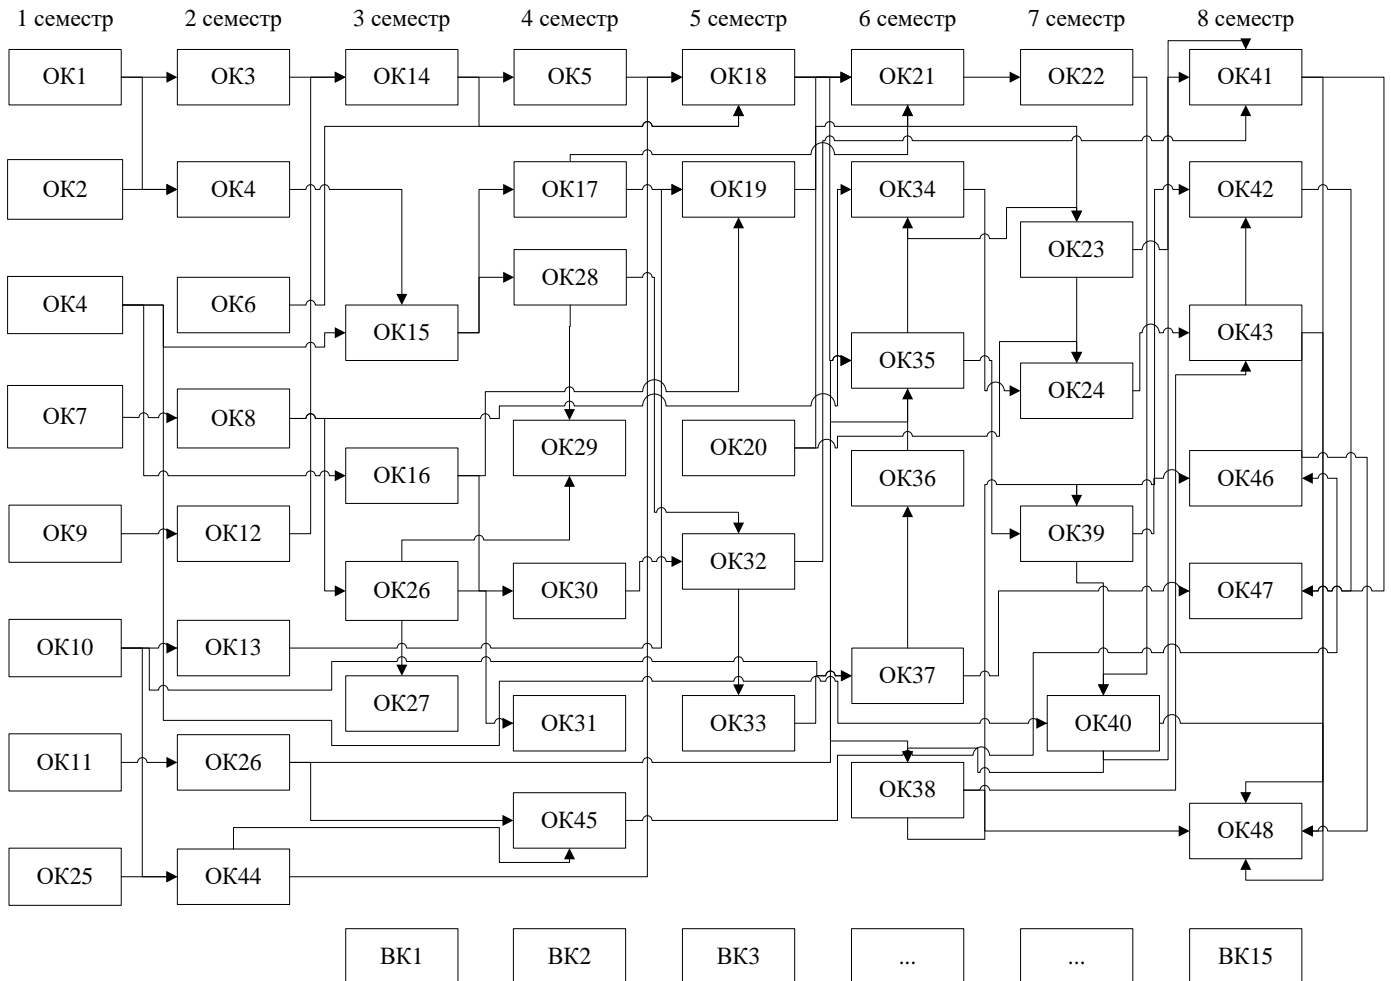 1 семестр 2 семестр 3 семестр 4 семестр 5 семестр 6 семестр 7 семестр 8 семестр
ОК1 ОК3 ОК14 ОК5 ОК18 ОК21 ОК22 ОК41
ОК2 ОК4 ОК17 ОК19 ОК34 ОК42
ОК23
ОК28
ОК4 ОК6 ОК15 ОК35 ОК43
ОК24
ОК7 ОК8 ОК29 ОК20
ОК16 ОК36 ОК46
ОК9 ОК12 ОК32 ОК39
ОК26 ОК30 ОК47
ОК10 ОК13 ОК37
ОК27 ОК31 ОК33 ОК40
ОК11 ОК26 ОК38
ОК45 ОК48
ОК25 ОК44
ВК1 ВК2 ВК3 ... ... ВК15